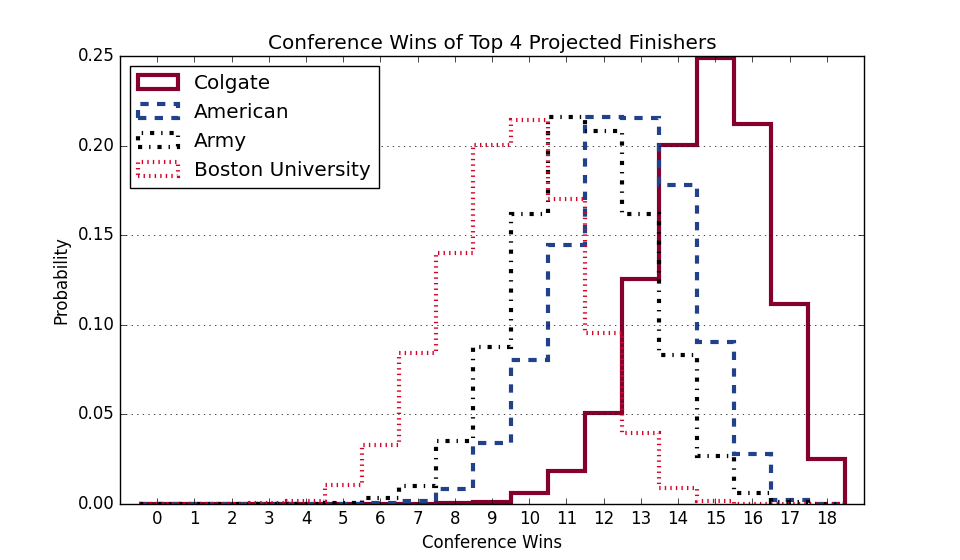 Conference Wins of Top 4 Projected Finishers
0.25
0.20
0.15
0.10
0.05
0.00
Probability
Colgate
American
Army
Boston University
0 1 2 3 4 5 6 7 8 9 10 11 12 13 14 15 16 17 18
Conference Wins